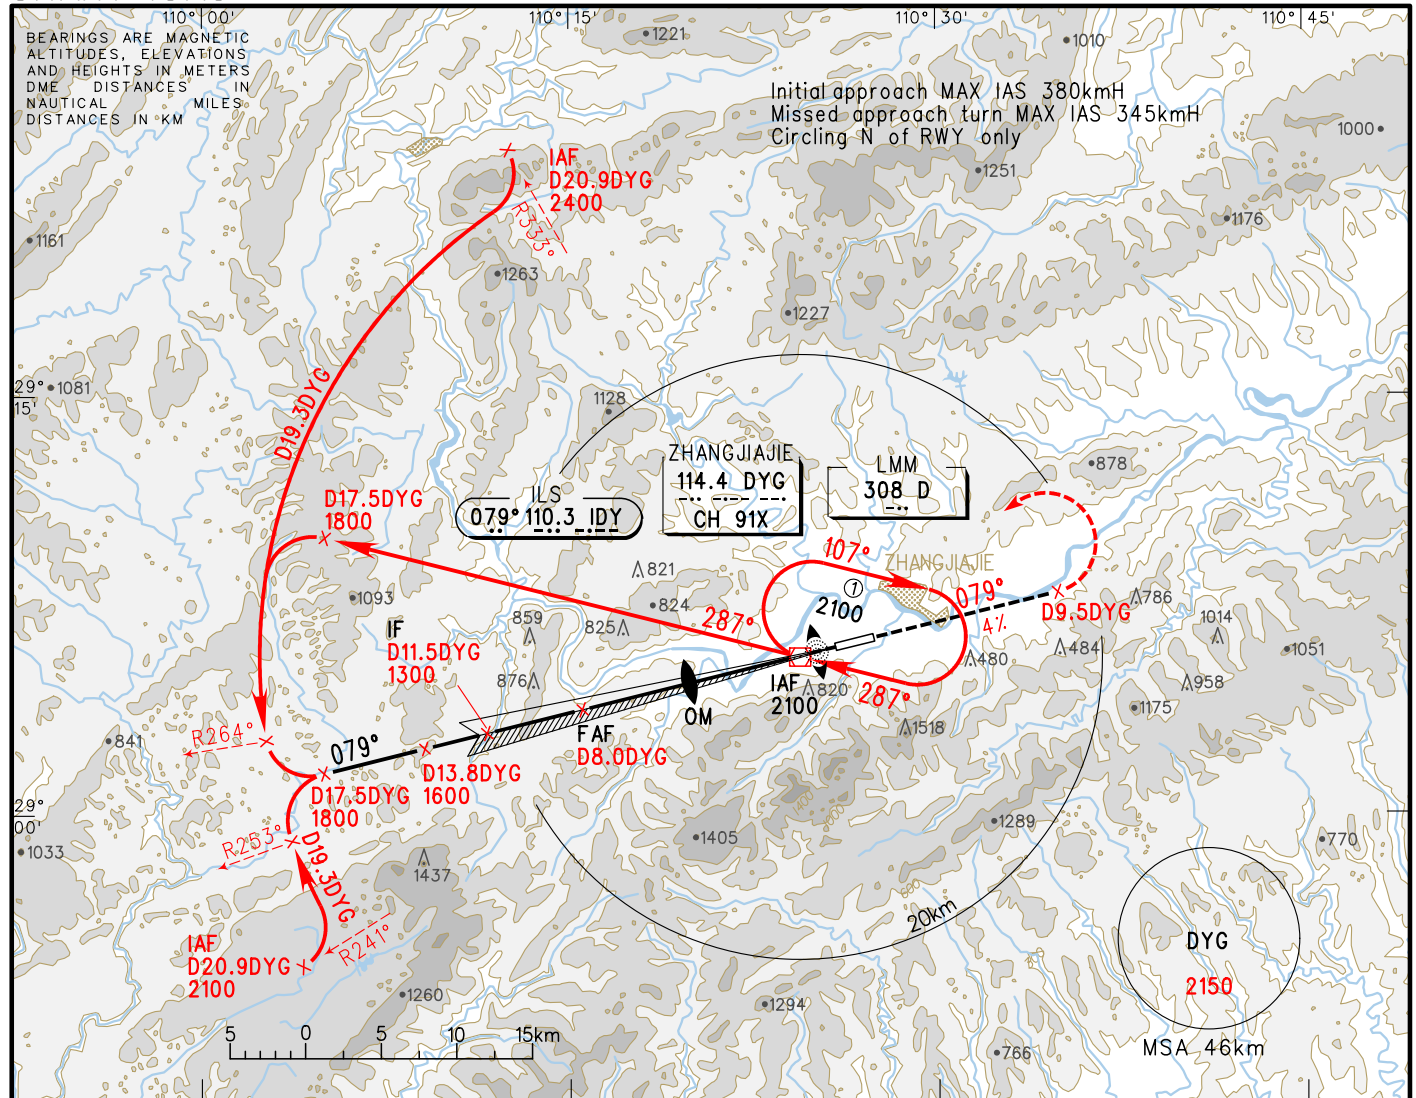 110° 00'
110° 15'
110° 30'
110° 45'
BEARINGS ARE MAGNETIC
ALTITUDES, ELEVATIONS
AND HEIGHTS IN METERS
DME DISTANCES IN
NAUTICAL MILES
DISTANCES IN KM
1221
1010
Initial approach MAX IAS 380kmH
Missed approach turn MAX IAS 345kmH
Circling N of RWY only
1000
IAF
D20.9DYG
2400
R333°
1251
1176
1161
1263
1227
29°
15'
1081
D19.3DYG
1128
ZHANGJIAJIE
114.4 DYG
CH 91X
LMM
308 D
878
ILS
079° 110.3 IDY
D17.5DYG
1800
107°
ZHANGJIAJIE
821
1
2100
079°
4%
D9.5DYG
786
1093
824
859
825
287°
1014
IF
D11.5DYG
1300
480
484
1051
876
IAF
2100
820
287°
958
OM
1175
1518
R264°
841
079°
FAF
D8.0DYG
D13.8DYG
1600
D17.5DYG
1800
29°
00'
1033
R253°
D19.3DYG
1405
1289
770
1437
20km
R241°
IAF
D20.9DYG
2100
DYG
2150
1260
1294
MSA 46km
766
5 0 5 10 15km